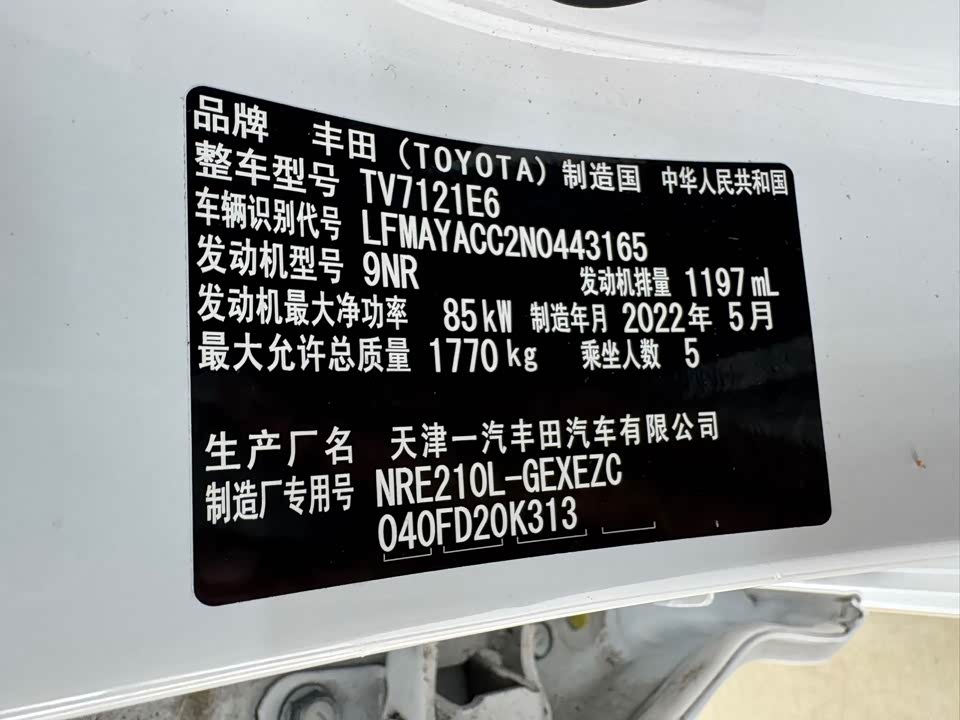 品牌 丰田（TOYOTA）制造国 中华人民共和国
整车型号 TV7121E6
车辆识别代号 LFMAYACC2N0443165
发动机型号 9NR 发动机排量 1197mL
发动机最大净功率 85kW 制造年月 2022年5月
最大允许总质量 1770kg 乘坐人数 5
生产厂名 天津一汽丰田汽车有限公司
制造厂专用号 NRE210L-GEXEZC
040FD20K313